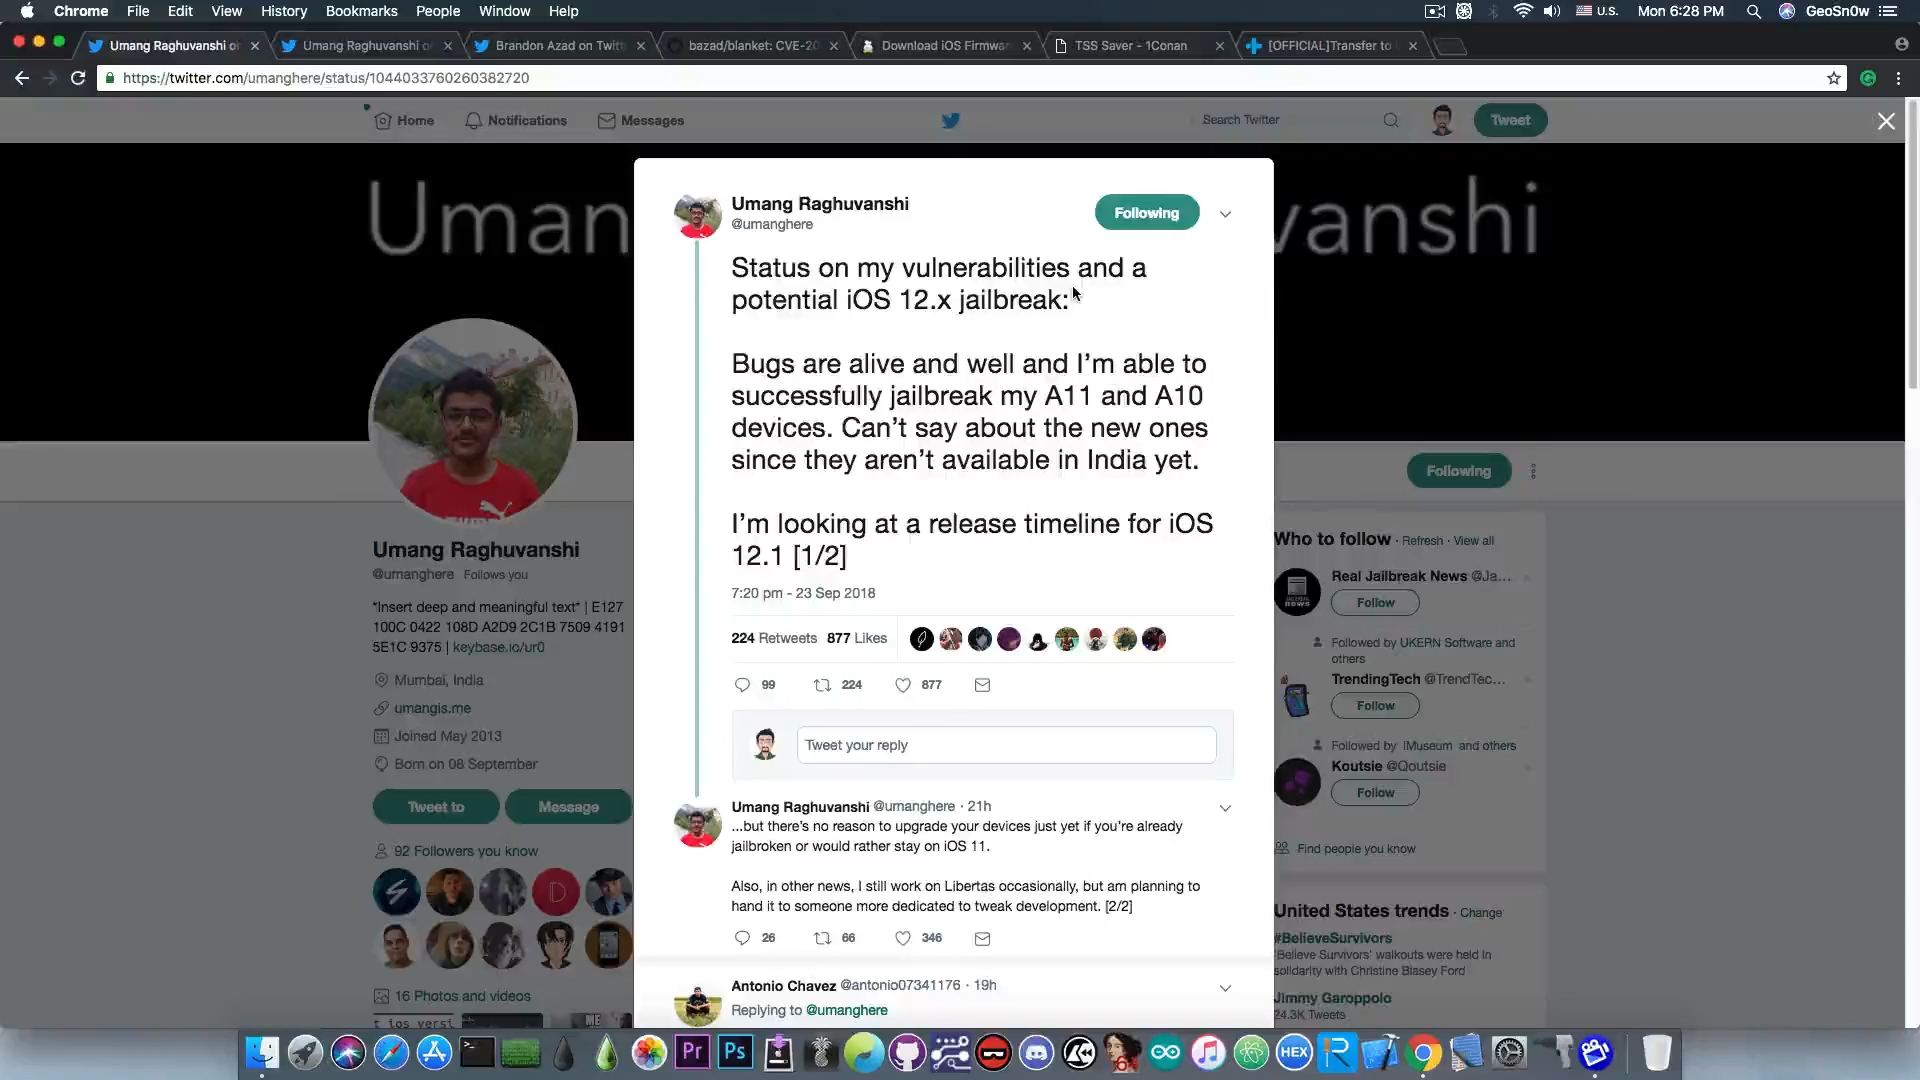 Chrome File Edit View History Bookmarks People Window Help
U.S. Mon 6:28 PM GeoSn0w
Umang Raghuvanshi o
Umang Raghuvanshi o
Brandon Azad on Twitt
bazad/blanket: CVE-20
Download iOS Firmwar
TSS Saver - 1Conan
[OFFICIAL]Transfer to
https://twitter.com/umanghere/status/1044033760260382720
Home Notifications Messages
Search Twitter
Tweet
Uman
vanshi
Umang Raghuvanshi
@umanghere
Following
Status on my vulnerabilities and a
potential iOS 12.x jailbreak:
Bugs are alive and well and I'm able to
successfully jailbreak my A11 and A10
devices. Can't say about the new ones
since they aren't available in India yet.
I'm looking at a release timeline for iOS
12.1 [1/2]
7:20 pm - 23 Sep 2018
224 Retweets 877 Likes
99 224 877
Tweet your reply
Umang Raghuvanshi @umanghere · 21h
...but there's no reason to upgrade your devices just yet if you're already
jailbroken or would rather stay on iOS 11.
Also, in other news, I still work on Libertas occasionally, but am planning to
hand it to someone more dedicated to tweak development. [2/2]
26 66 346
Antonio Chavez @antonio07341176 · 19h
Replying to @umanghere
Umang Raghuvanshi
@umanghere Follows you
*Insert deep and meaningful text* | E127
100C 0422 108D A2D9 2C1B 7509 4191
5E1C 9375 | keybase.io/ur0
Mumbai, India
umangis.me
Joined May 2013
Born on 08 September
Tweet to Message
92 Followers you know
16 Photos and videos
t ios versi
ME
Following
Who to follow · Refresh · View all
Real Jailbreak News @Ja...
Follow
Followed by UKERN Software and
others
TrendingTech @TrendTec...
Follow
Followed by IMuseum and others
Koutsie @Qoutsie
Follow
Find people you know
United States trends · Change
#BelieveSurvivors
'Believe Survivors' walkouts were held in
solidarity with Christine Blasey Ford
Jimmy Garoppolo
24.3K Tweets
Pr Ps
6
HEX